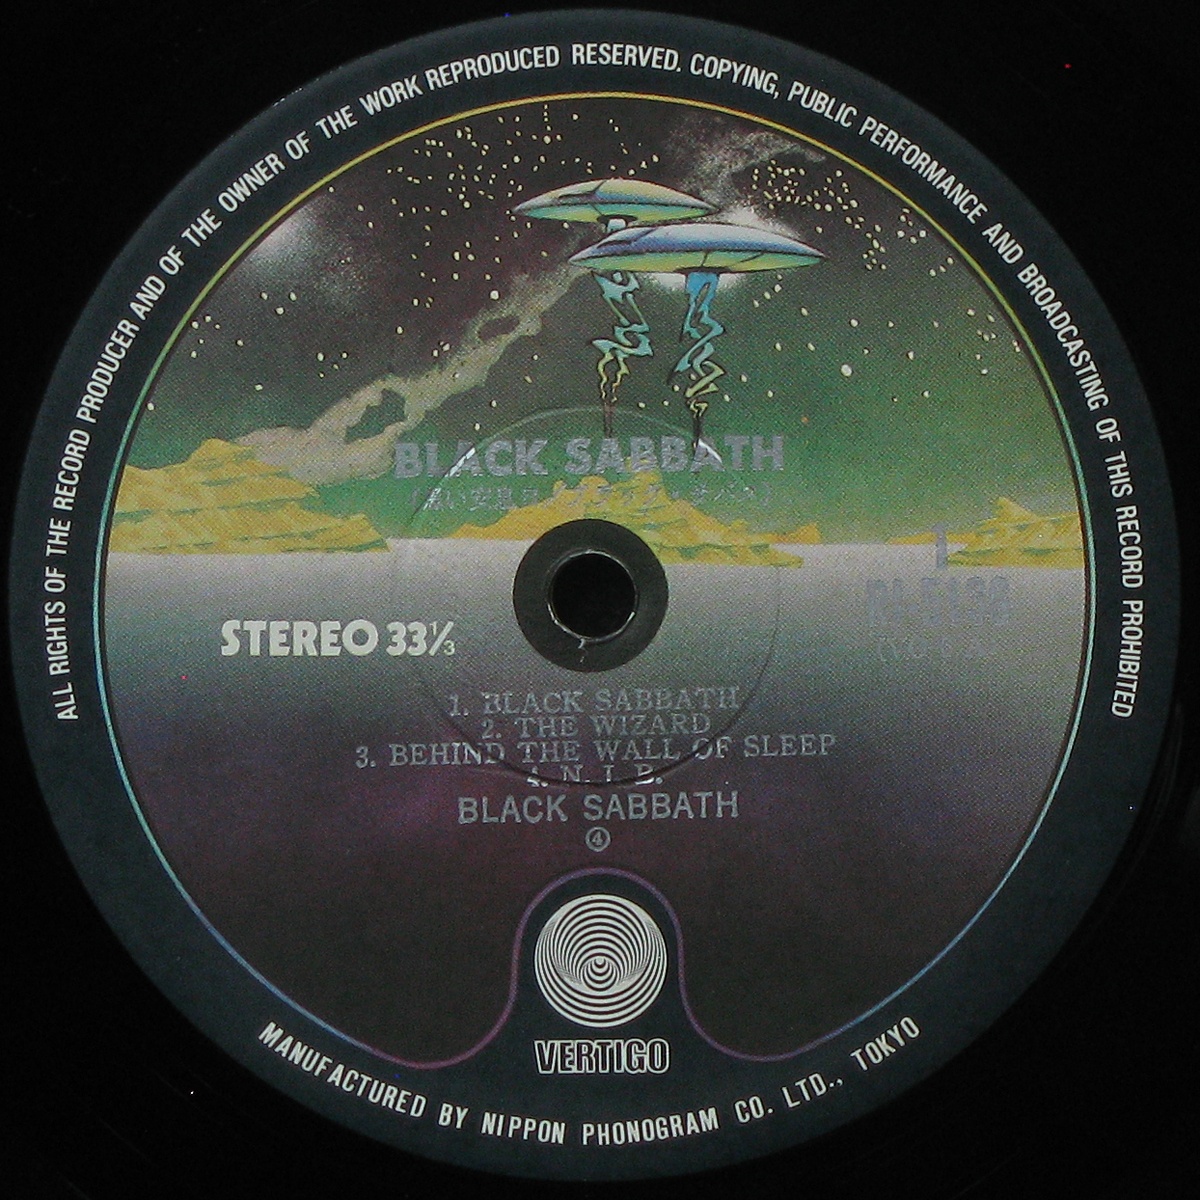 ALL RIGHTS OF THE RECORD PRODUCER AND OF THE OWNER OF THE WORK REPRODUCED RESERVED. COPYING, PUBLIC PERFORMANCE AND BROADCASTING OF THIS RECORD PROHIBITED
BLACK SABBATH
1
STEREO 33⅓
1. BLACK SABBATH
2. THE WIZARD
3. BEHIND THE WALL OF SLEEP
4. N. I. B.
BLACK SABBATH
④
VERTIGO
MANUFACTURED BY NIPPON PHONOGRAM CO. LTD., TOKYO